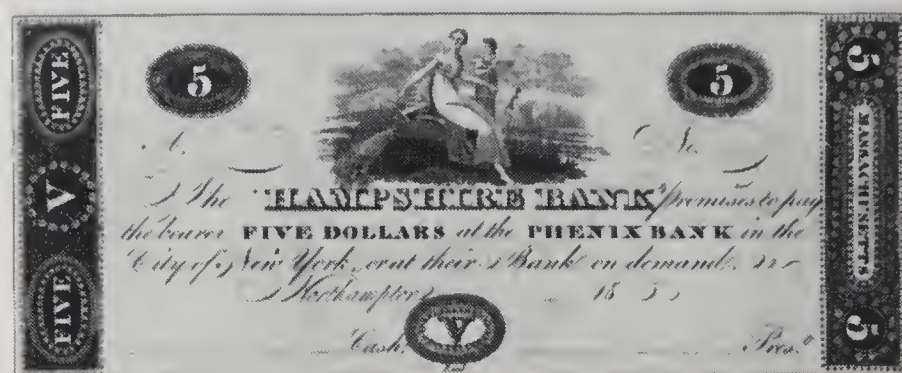 FIVE
V
FIVE
5
5
No.
The HAMPSHIRE BANK promises to pay
the bearer FIVE DOLLARS at the PHENIX BANK in the
City of New York, or at their Bank on demand
Northampton 18
Cash. V Pres.t
5
MASSACHUSETTS
5